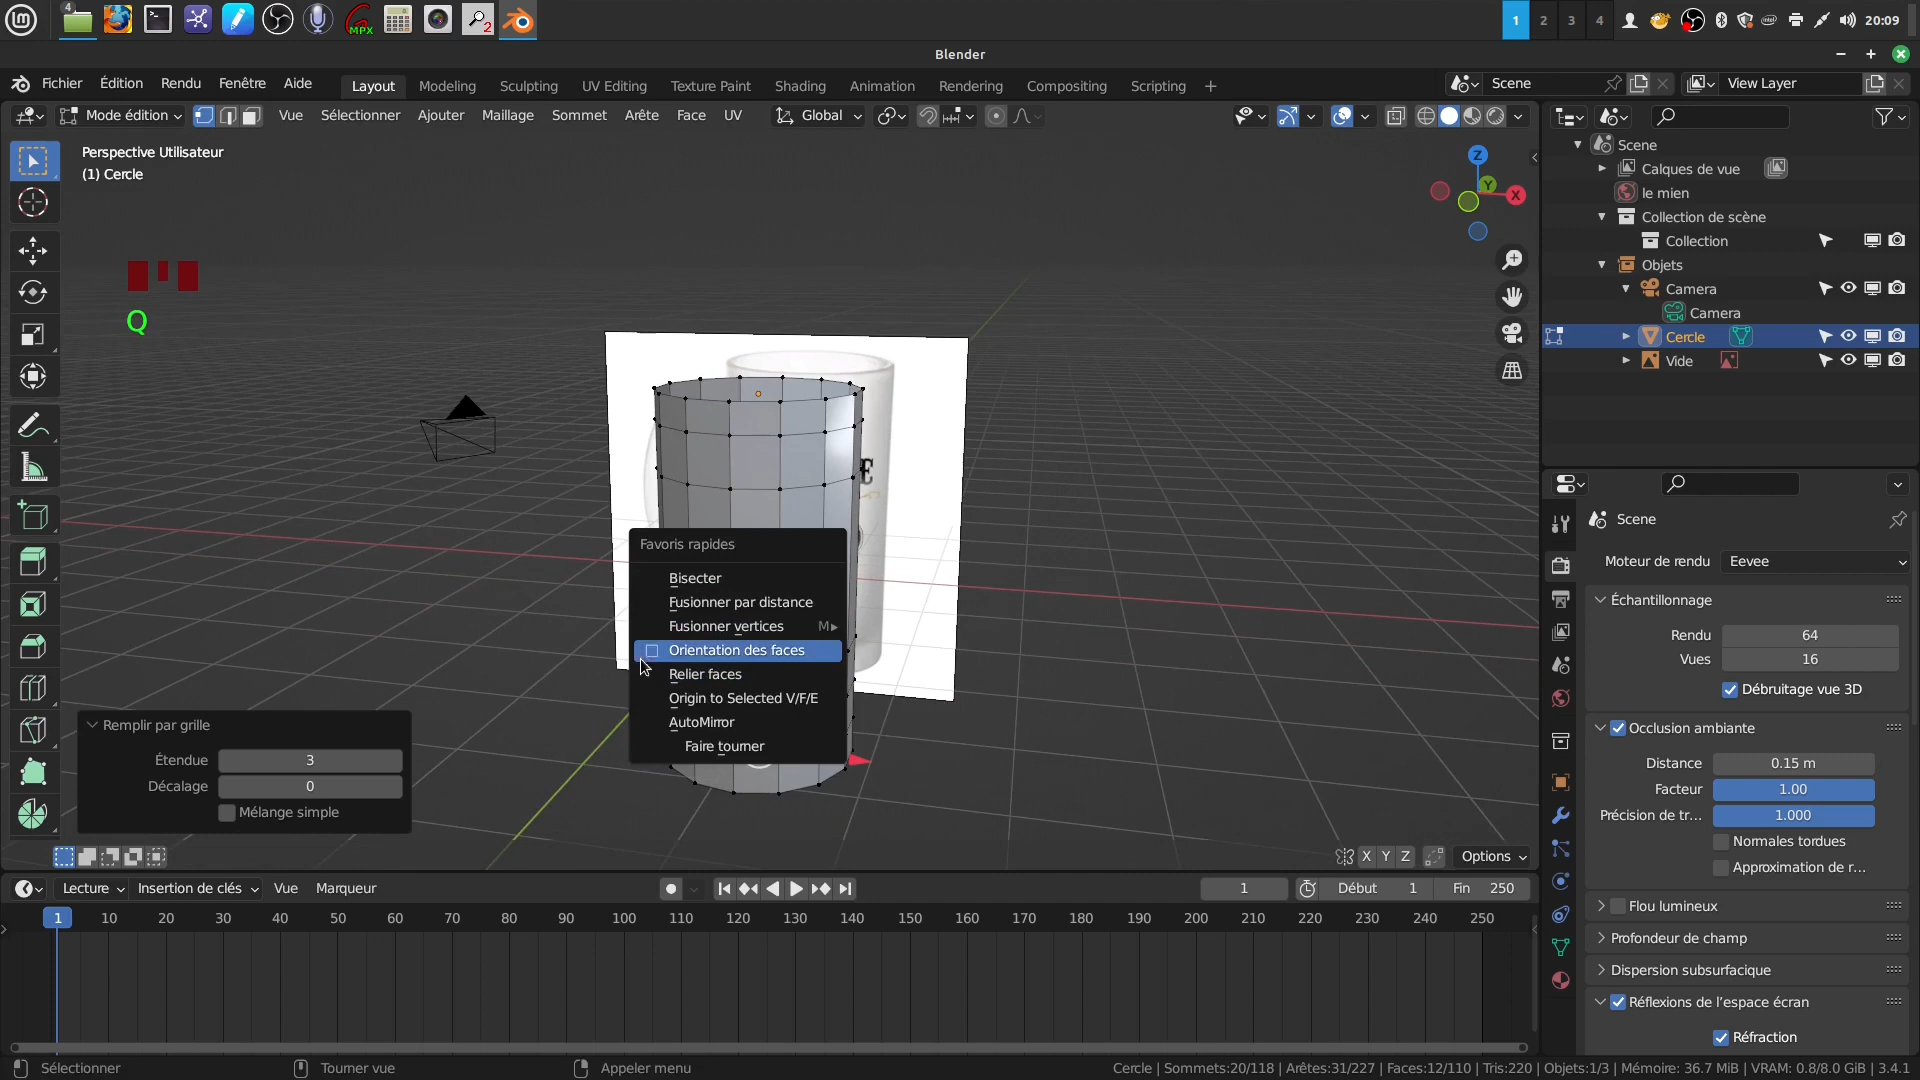 4
MPX
2
1
2
3
4
20:09
Blender
Fichier Édition Rendu Fenêtre Aide
Layout Modeling Sculpting UV Editing Texture Paint Shading Animation Rendering Compositing Scripting +
Scene
View Layer
Mode édition
Vue Sélectionner Ajouter Maillage Sommet Arête Face UV
Global
Perspective Utilisateur
(1) Cercle
Z
Y
X
Q
E
Favoris rapides
Bisecter
Fusionner par distance
Fusionner vertices M
Orientation des faces
Relier faces
Origin to Selected V/F/E
AutoMirror
Faire tourner
Remplir par grille
Étendue 3
Décalage 0
Mélange simple
X Y Z
Options
Scene
Calques de vue
le mien
Collection de scène
Collection
Objets
Camera
Camera
Cercle
Vide
Scene
Moteur de rendu Eevee
Échantillonnage
Rendu 64
Vues 16
Débruitage vue 3D
Occlusion ambiante
Distance 0.15 m
Facteur 1.00
Précision de tr... 1.000
Normales tordues
Approximation de r...
Flou lumineux
Profondeur de champ
Dispersion subsurfacique
Réflexions de l'espace écran
Réfraction
Lecture Insertion de clés Vue Marqueur
1 Début 1 Fin 250
1 10 20 30 40 50 60 70 80 90 100 110 120 130 140 150 160 170 180 190 200 210 220 230 240 250
Sélectionner Tourner vue Appeler menu
Cercle | Sommets:20/118 | Arêtes:31/227 | Faces:12/110 | Tris:220 | Objets:1/3 | Mémoire: 36.7 MiB | VRAM: 0.8/8.0 GiB | 3.4.1